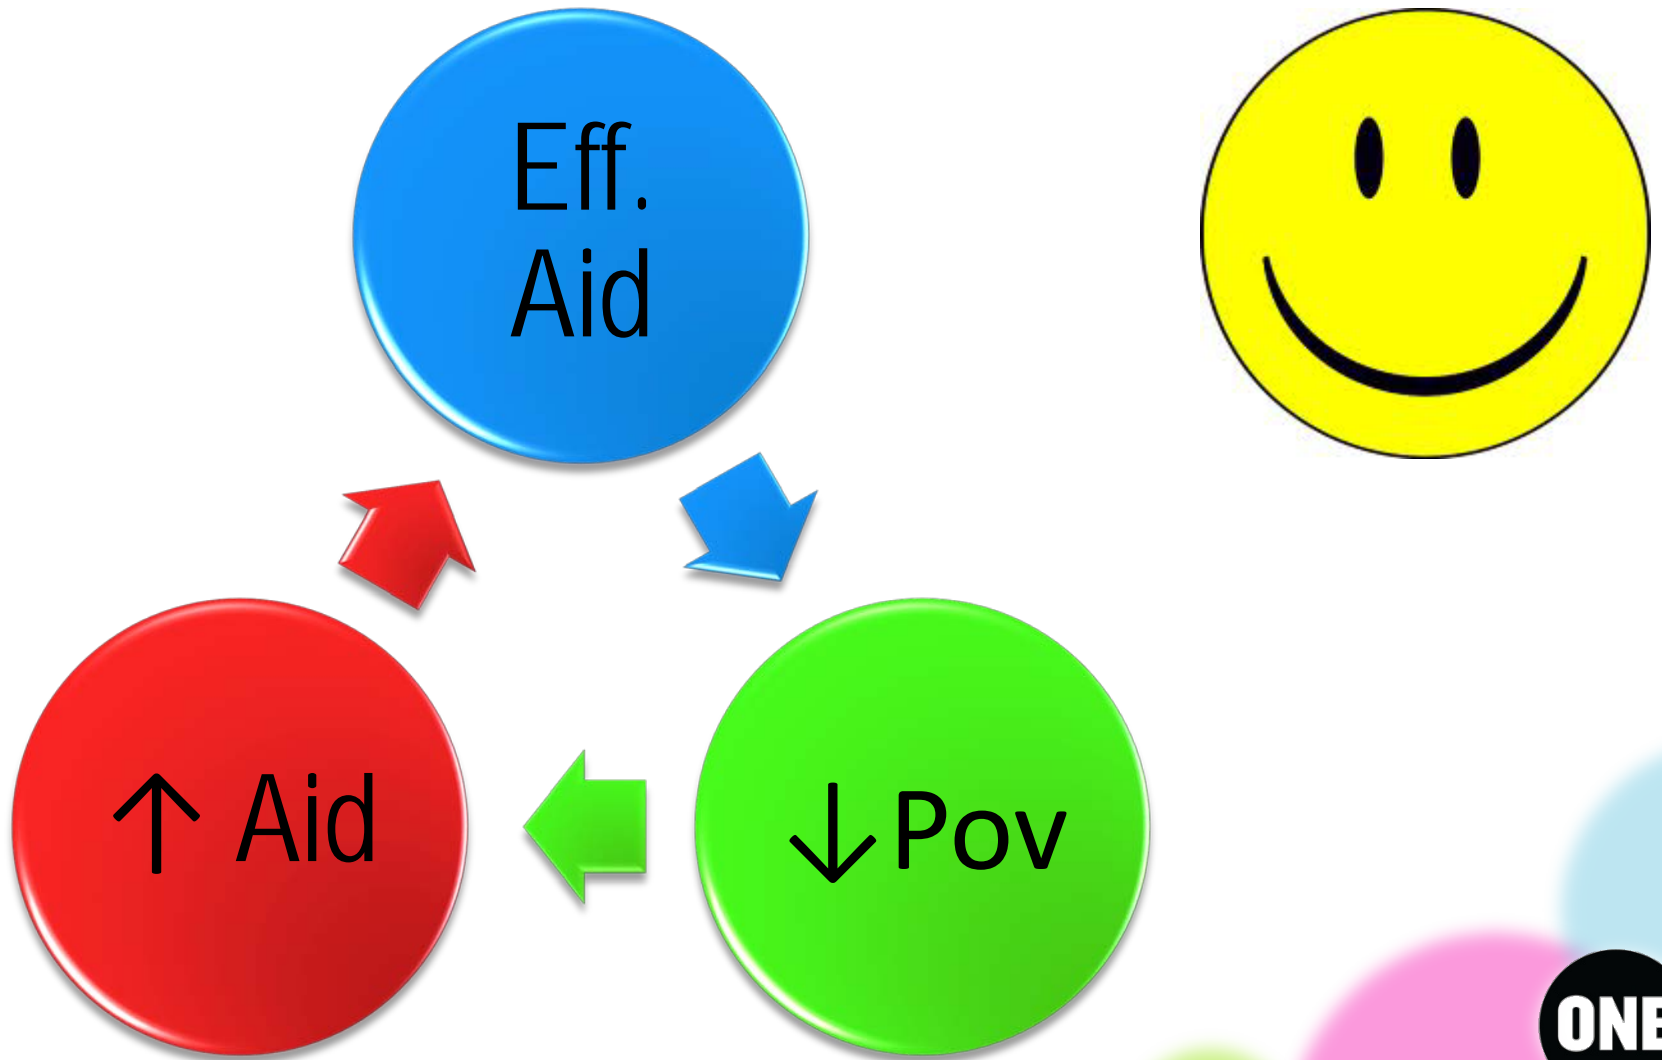 Eff.
Aid
↑ Aid
↓Pov
ONE